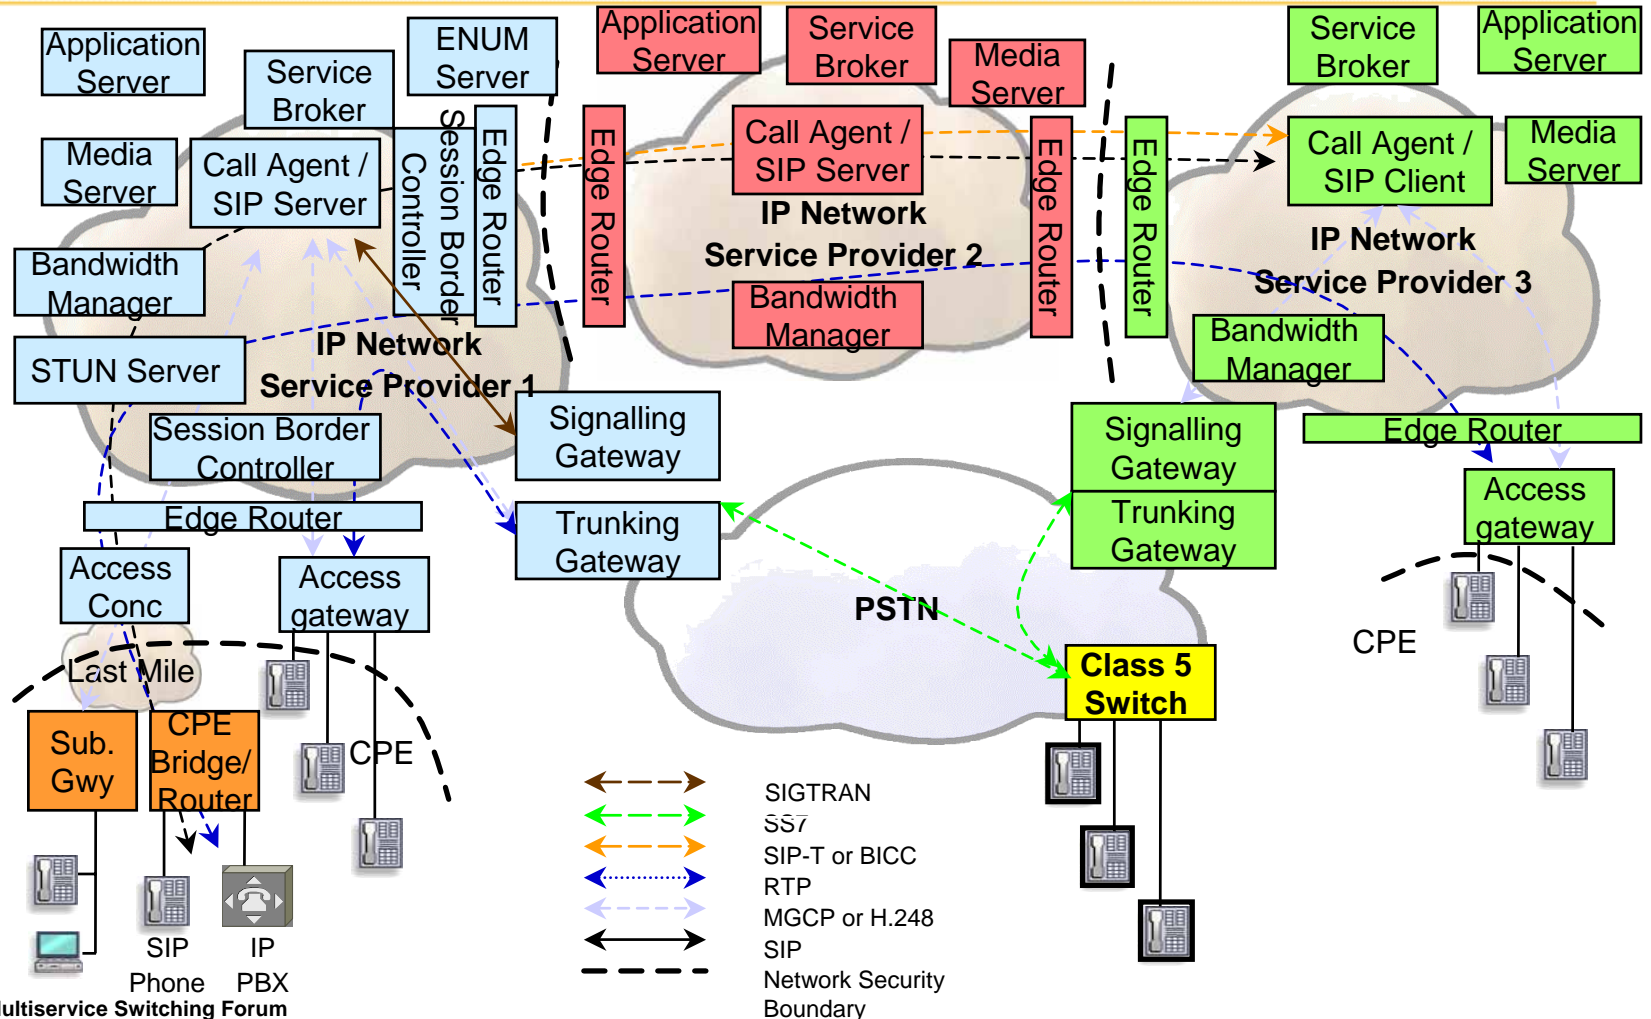 Application
Server
Service
Broker
ENUM
Server
Media
Server
Call Agent /
SIP Server
Session Border
Controller
Edge Router
Bandwidth
Manager
STUN Server
IP Network
Service Provider 1
Session Border
Controller
Edge Router
Access
Conc
Access
gateway
Last Mile
Sub.
Gwy
CPE
Bridge/
Router
CPE
SIP
Phone
IP
PBX
Multiservice Switching Forum
Signalling
Gateway
Trunking
Gateway
Application
Server
Service
Broker
Media
Server
Edge Router
Call Agent /
SIP Server
IP Network
Service Provider 2
Bandwidth
Manager
Edge Router
Service
Broker
Application
Server
Edge Router
Call Agent /
SIP Client
Media
Server
IP Network
Service Provider 3
Bandwidth
Manager
Edge Router
Signalling
Gateway
Trunking
Gateway
Access
gateway
CPE
PSTN
Class 5
Switch
SIGTRAN
SS7
SIP-T or BICC
RTP
MGCP or H.248
SIP
Network Security
Boundary